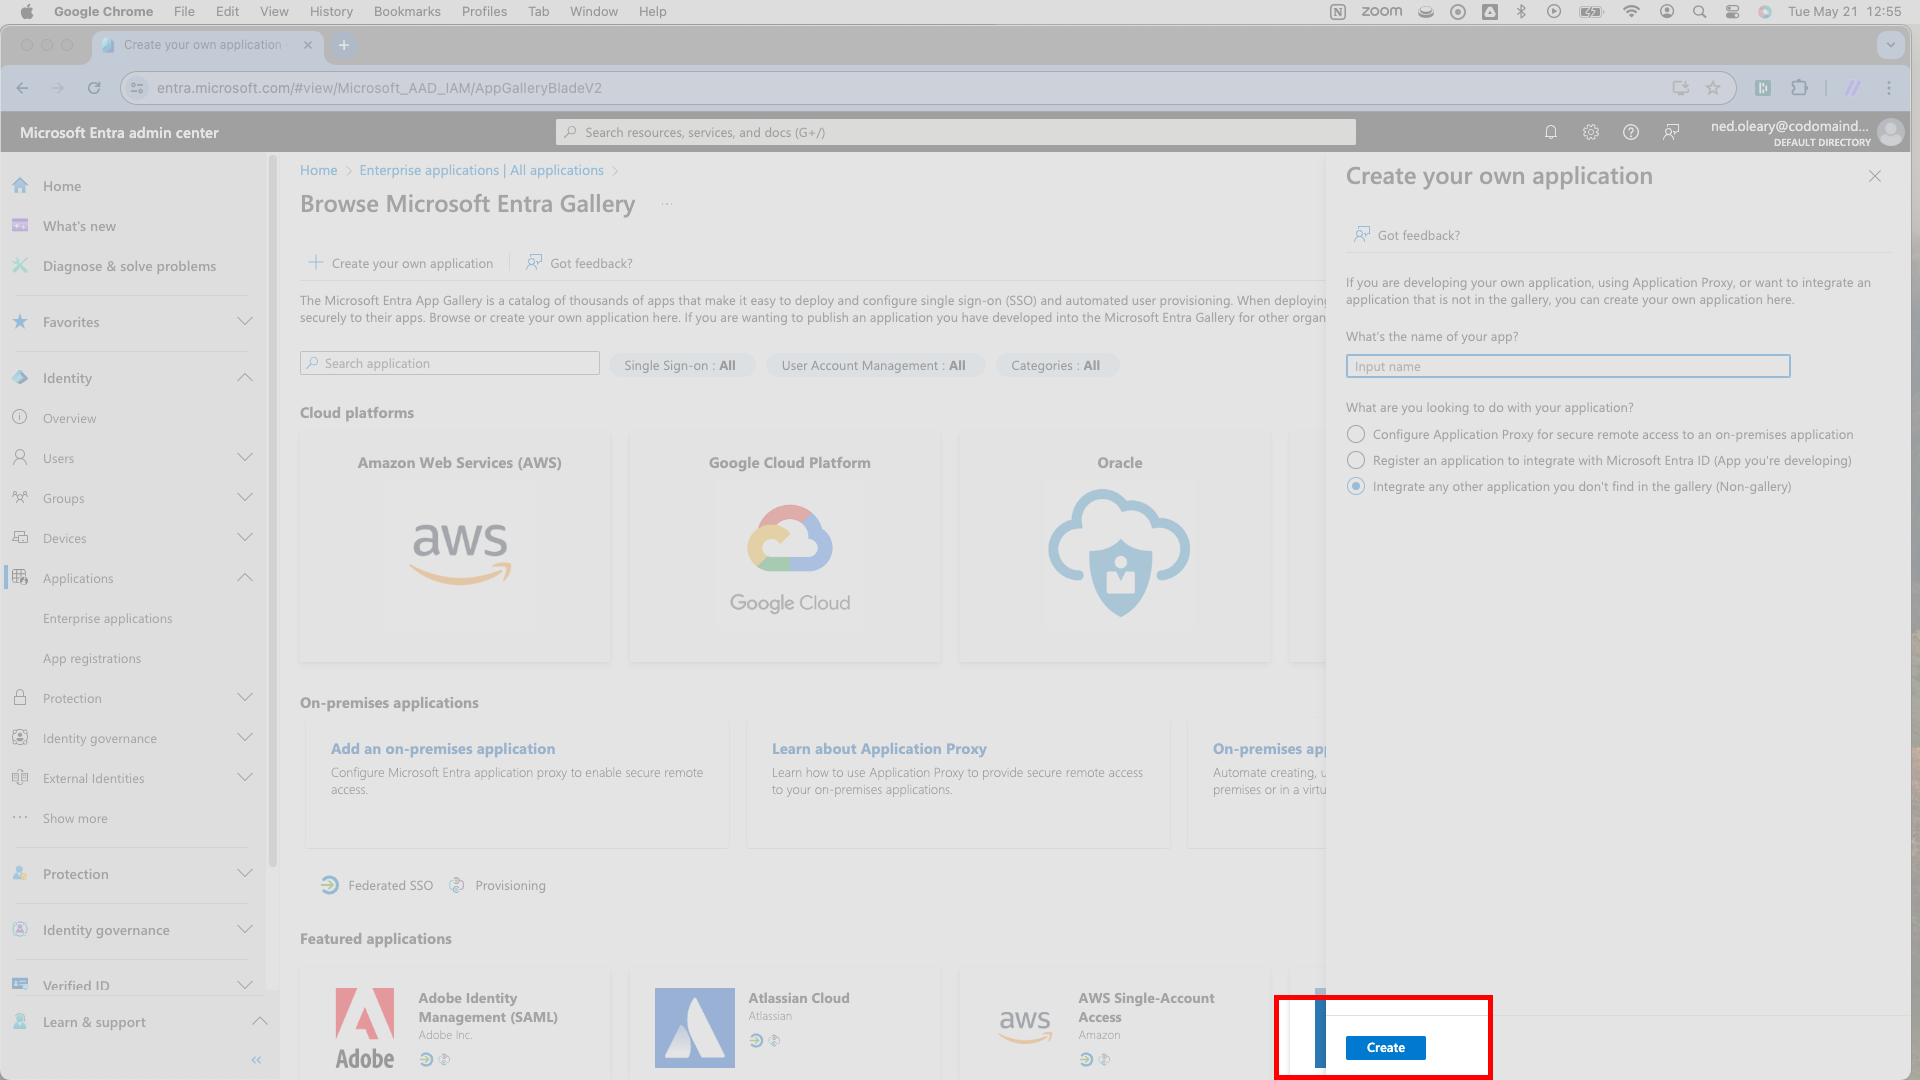 Google Chrome File Edit View History Bookmarks Profiles Tab Window Help zoom Tue May 21 12:55
Create your own application
entra.microsoft.com/#view/Microsoft_AAD_IAM/AppGalleryBladeV2
Microsoft Entra admin center
Search resources, services, and docs (G+/)
ned.oleary@codomaind...
DEFAULT DIRECTORY
Home
What's new
Diagnose & solve problems
Favorites
Identity
Overview
Users
Groups
Devices
Applications
Enterprise applications
App registrations
Protection
Identity governance
External Identities
Show more
Protection
Identity governance
Verified ID
Learn & support
Home > Enterprise applications | All applications >
Browse Microsoft Entra Gallery ...
Create your own application
Got feedback?
The Microsoft Entra App Gallery is a catalog of thousands of apps that make it easy to deploy and configure single sign-on (SSO) and automated user provisioning. When deploying
securely to their apps. Browse or create your own application here. If you are wanting to publish an application you have developed into the Microsoft Entra Gallery for other organ
Search application
Single Sign-on : All
User Account Management : All
Categories : All
Cloud platforms
Amazon Web Services (AWS)
aws
Google Cloud Platform
Google Cloud
Oracle
On-premises applications
Add an on-premises application
Configure Microsoft Entra application proxy to enable secure remote
access.
Learn about Application Proxy
Learn how to use Application Proxy to provide secure remote access
to your on-premises applications.
On-premises ap
Automate creating, u
premises or in a virtu
Federated SSO
Provisioning
Featured applications
Adobe
Adobe Identity
Management (SAML)
Adobe Inc.
Atlassian Cloud
Atlassian
aws
AWS Single-Account
Access
Amazon
Create your own application
Got feedback?
If you are developing your own application, using Application Proxy, or want to integrate an
application that is not in the gallery, you can create your own application here.
What's the name of your app?
Input name
What are you looking to do with your application?
Configure Application Proxy for secure remote access to an on-premises application
Register an application to integrate with Microsoft Entra ID (App you're developing)
Integrate any other application you don't find in the gallery (Non-gallery)
Create